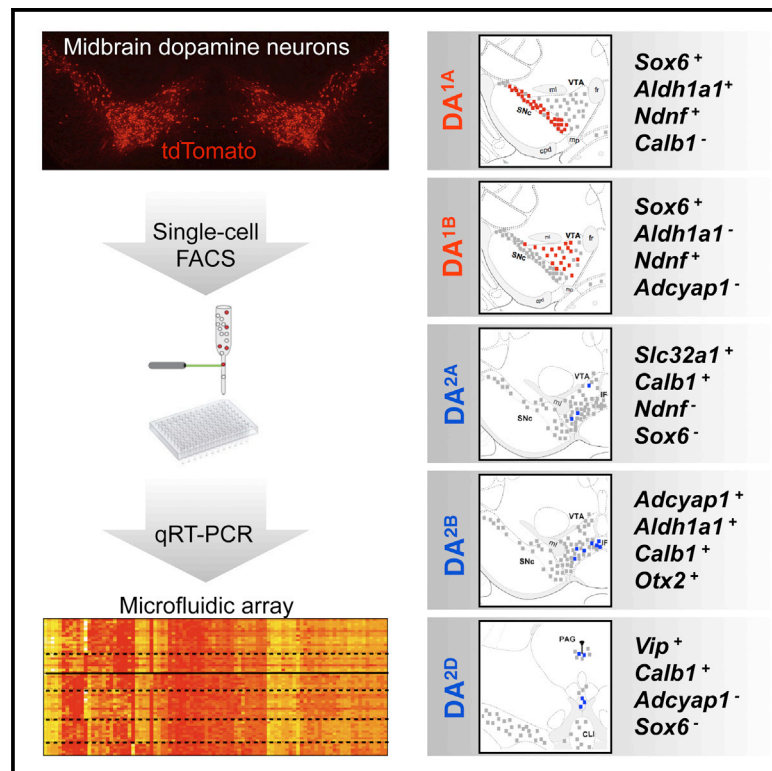 Midbrain dopamine neurons
tdTomato
Single-cell
FACS
qRT-PCR
Microfluidic array
DA1A
VTA
ml
fr
SNc
mp
cpd
Sox6 +
Aldh1a1+
Ndnf +
Calb1 -
DA1B
VTA
ml
fr
SNc
mp
cpd
Sox6 +
Aldh1a1 -
Ndnf +
Adcyap1 -
DA2A
VTA
IF
ml
SNc
Slc32a1 +
Calb1 +
Ndnf -
Sox6 -
DA2B
VTA
ml
IF
SNc
Adcyap1 +
Aldh1a1 +
Calb1 +
Otx2 +
DA2D
PAG
CLI
Vip +
Calb1 +
Adcyap1 -
Sox6 -